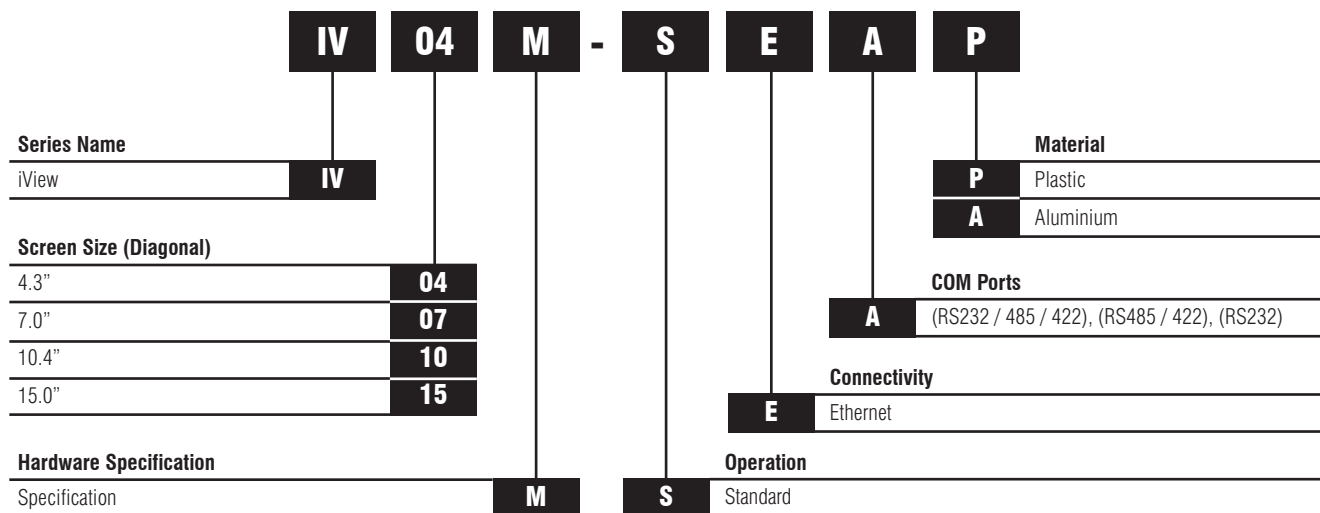 IV 04 M - S E A P
Series Name
iView IV
Screen Size (Diagonal)
4.3” 04
7.0” 07
10.4” 10
15.0” 15
Hardware Specification
Specification M
Material
P Plastic
A Aluminium
COM Ports
A (RS232 / 485 / 422), (RS485 / 422), (RS232)
Connectivity
E Ethernet
Operation
S Standard